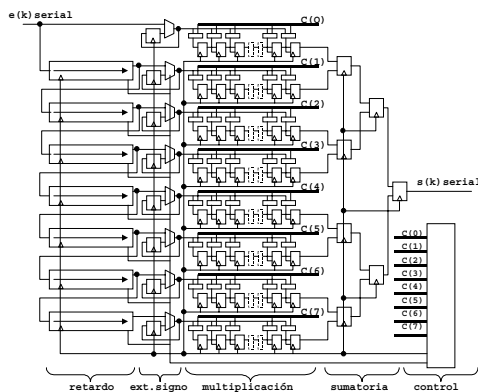 e(k)serial
C(0)
C(1)
C(2)
C(3)
C(4)
C(5)
C(6)
C(7)
s(k)serial
C(0)
C(1)
C(2)
C(3)
C(4)
C(5)
C(6)
C(7)
retardo ext.signo multiplicación sumatoria control